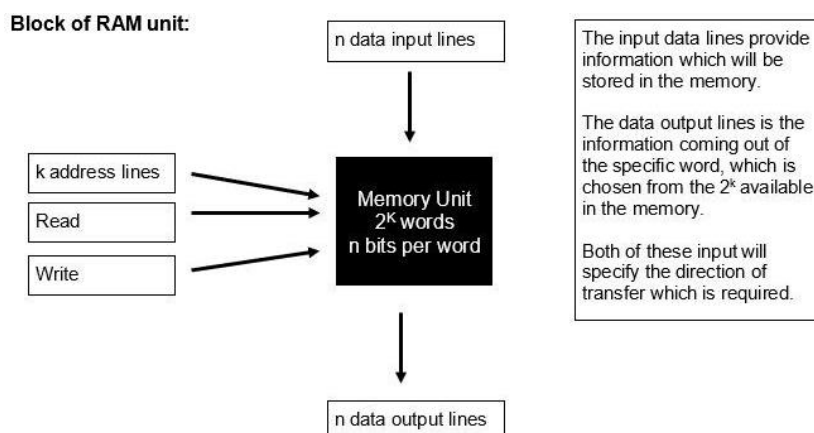 Block of RAM unit:
n data input lines
k address lines
Read
Write
Memory Unit
2ᴷ words
n bits per word
n data output lines
The input data lines provide
information which will be
stored in the memory.
The data output lines is the
information coming out of
the specific word, which is
chosen from the 2ᵏ available
in the memory.
Both of these input will
specify the direction of
transfer which is required.